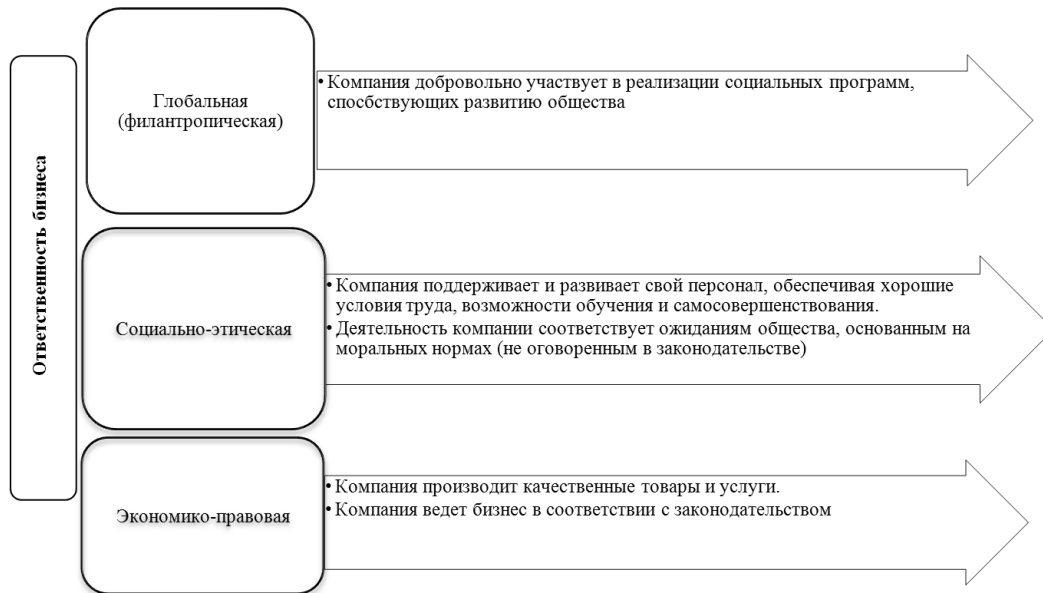 Ответственность бизнеса
Глобальная
(филантропическая)
• Компания добровольно участвует в реализации социальных программ,
спосбствующих развитию общества
Социально-этическая
• Компания поддерживает и развивает свой персонал, обеспечивая хорошие
условия труда, возможности обучения и самосовершенствования.
• Деятельность компании соответствует ожиданиям общества, основанным на
моральных нормах (не оговоренным в законодательстве)
Экономико-правовая
• Компания производит качественные товары и услуги.
• Компания ведет бизнес в соответствии с законодательством